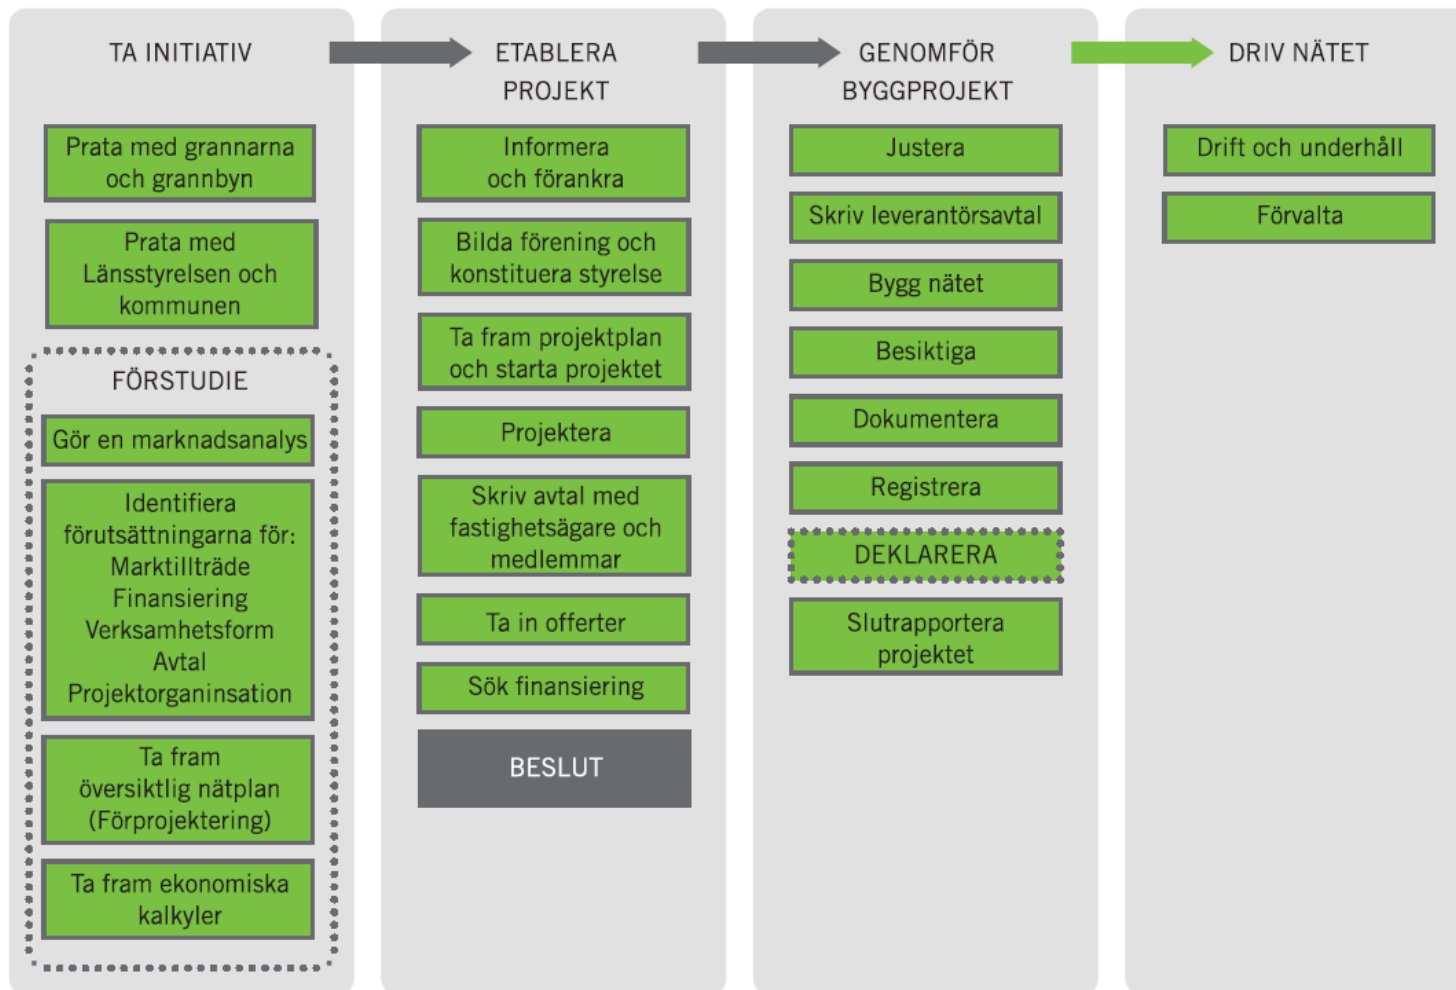 TA INITIATIV
Prata med grannarna
och grannbyn
Prata med
Länsstyrelsen och
kommunen
FÖRSTUDIE
Gör en marknadsanalys
Identifiera
förutsättningarna för:
Marktillträde
Finansiering
Verksamhetsform
Avtal
Projektorganinsation
Ta fram
översiktlig nätplan
(Förprojektering)
Ta fram ekonomiska
kalkyler
ETABLERA
PROJEKT
Informera
och förankra
Bilda förening och
konstituera styrelse
Ta fram projektplan
och starta projektet
Projektera
Skriv avtal med
fastighetsägare och
medlemmar
Ta in offerter
Sök finansiering
BESLUT
GENOMFÖR
BYGGPROJEKT
Justera
Skriv leverantörsavtal
Bygg nätet
Besiktiga
Dokumentera
Registrera
DEKLARERA
Slutrapportera
projektet
DRIV NÄTET
Drift och underhåll
Förvalta